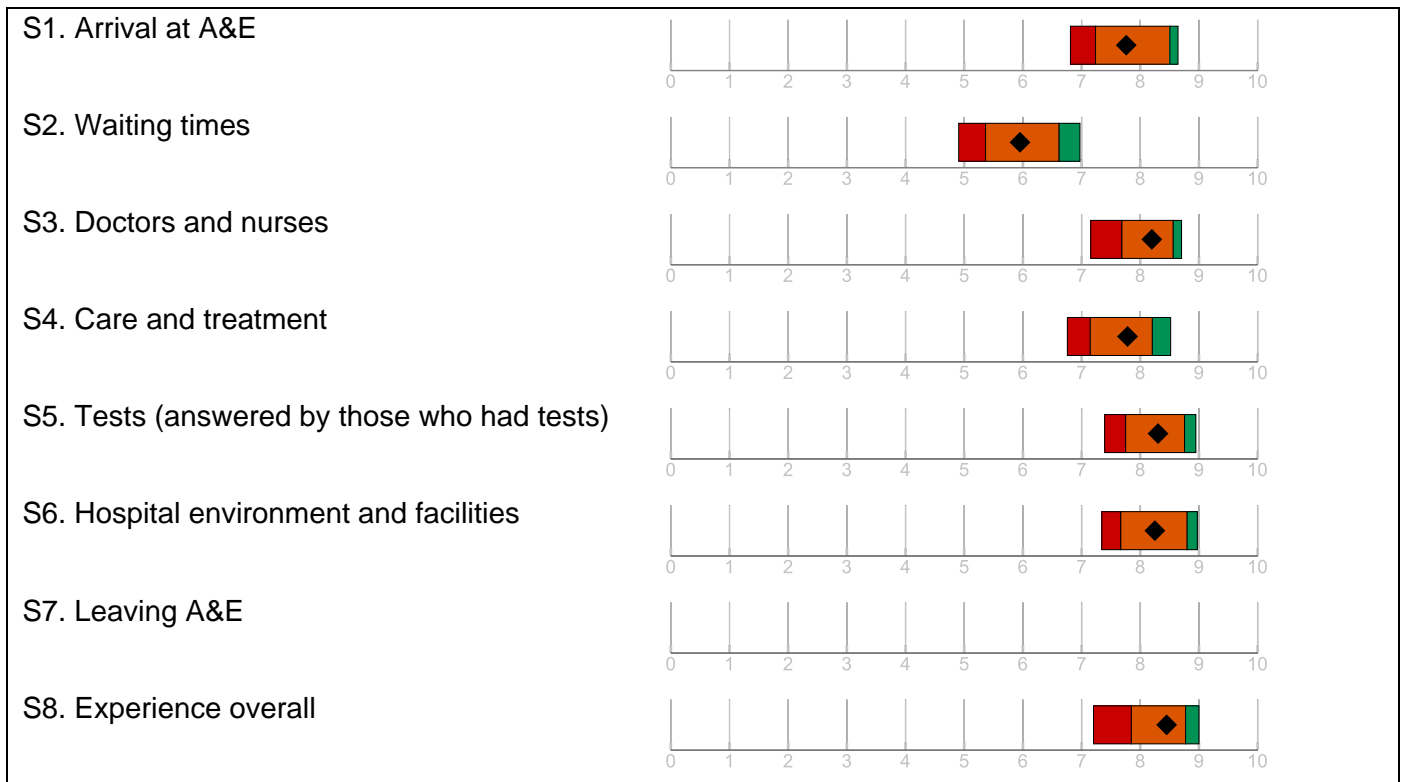 S1. Arrival at A&E
0 1 2 3 4 5 6 7 8 9 10
S2. Waiting times
0 1 2 3 4 5 6 7 8 9 10
S3. Doctors and nurses
0 1 2 3 4 5 6 7 8 9 10
S4. Care and treatment
0 1 2 3 4 5 6 7 8 9 10
S5. Tests (answered by those who had tests)
0 1 2 3 4 5 6 7 8 9 10
S6. Hospital environment and facilities
0 1 2 3 4 5 6 7 8 9 10
S7. Leaving A&E
0 1 2 3 4 5 6 7 8 9 10
S8. Experience overall
0 1 2 3 4 5 6 7 8 9 10